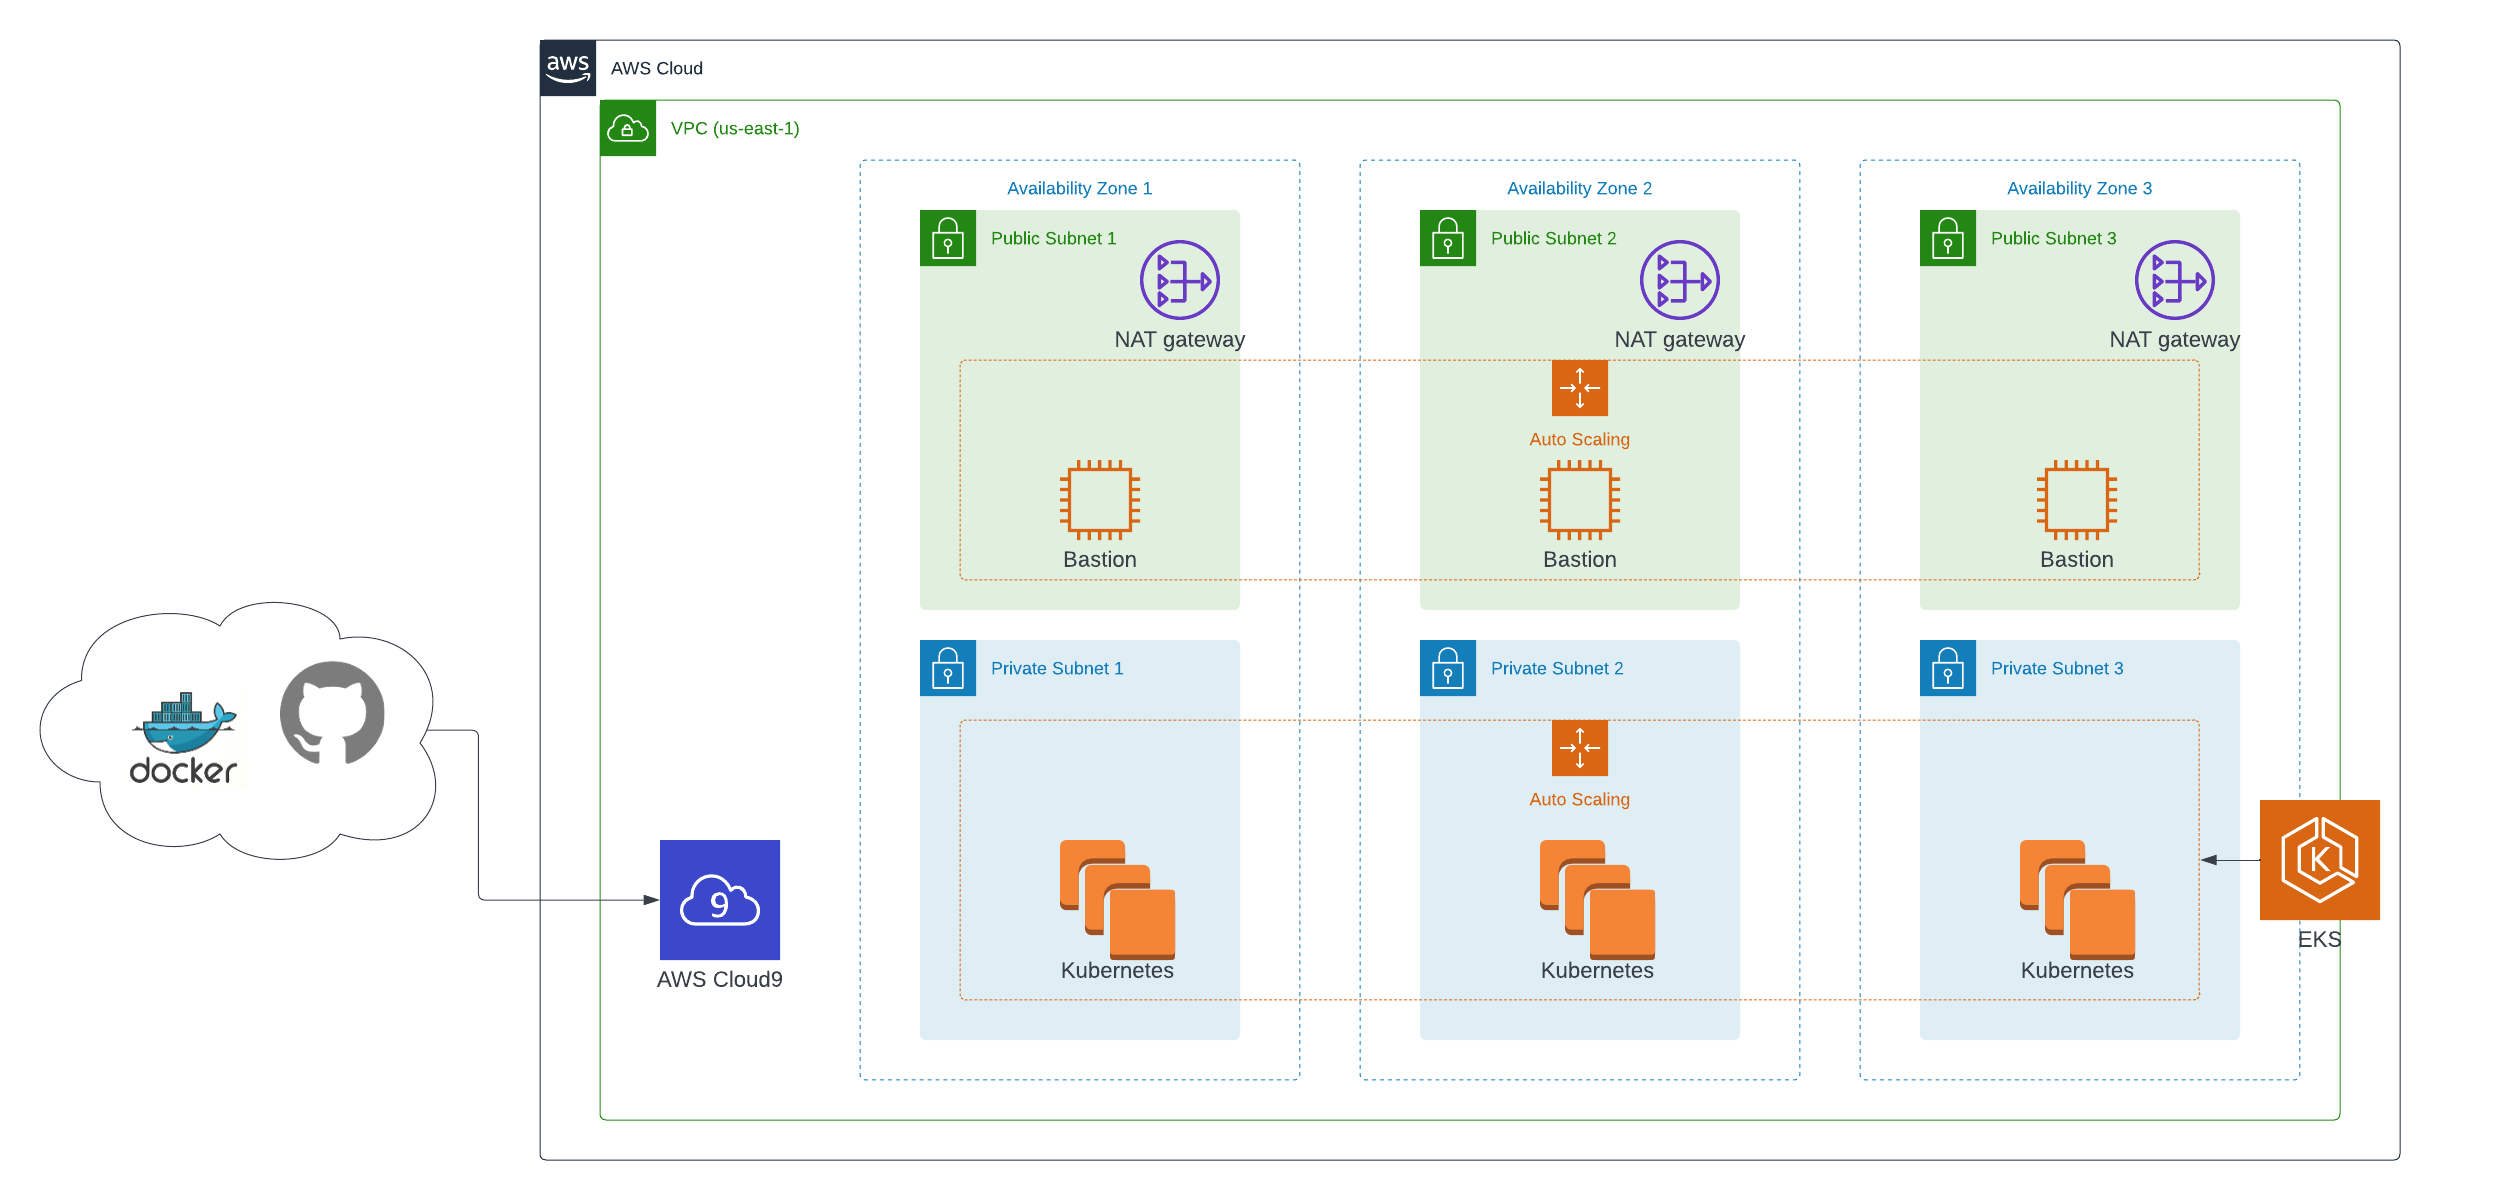 aws
AWS Cloud
VPC (us-east-1)
Availability Zone 1
Availability Zone 2
Availability Zone 3
Public Subnet 1
Public Subnet 2
Public Subnet 3
NAT gateway
NAT gateway
NAT gateway
Auto Scaling
Bastion
Bastion
Bastion
Private Subnet 1
Private Subnet 2
Private Subnet 3
docker
Auto Scaling
9
AWS Cloud9
Kubernetes
Kubernetes
Kubernetes
K
EKS